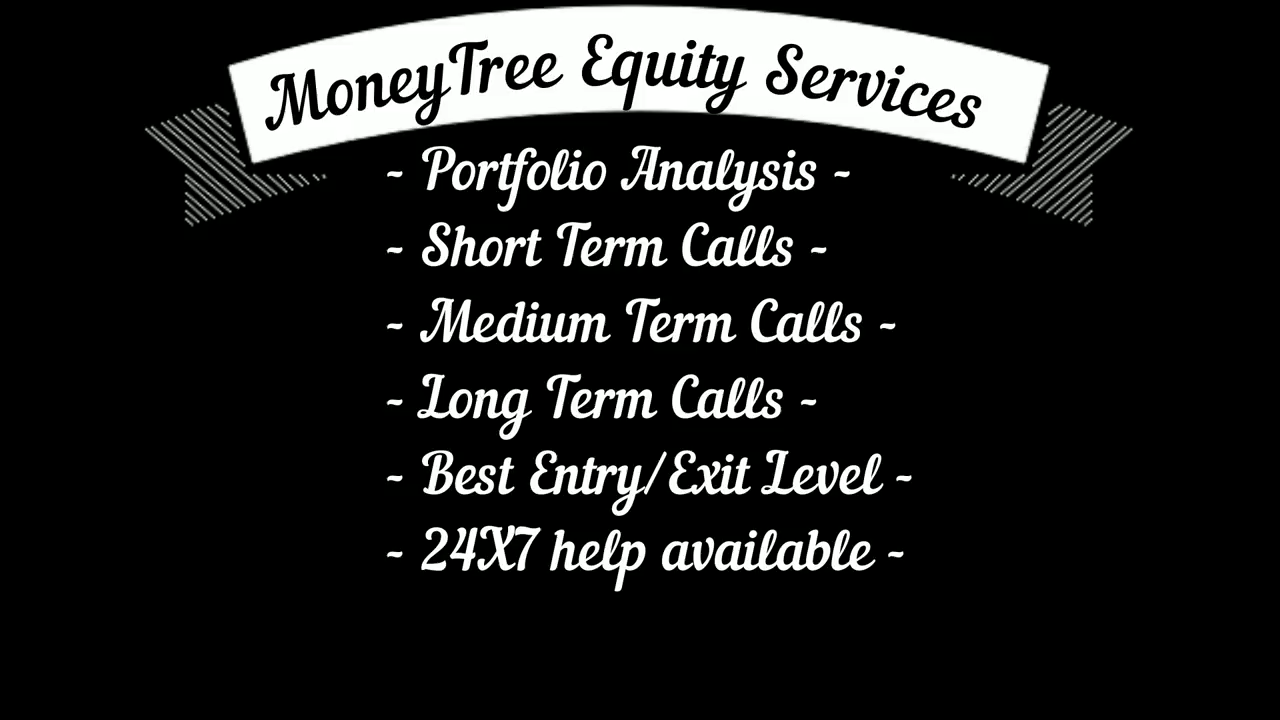 MoneyTree Equity Services
- Portfolio Analysis -
- Short Term Calls -
- Medium Term Calls -
- Long Term Calls -
- Best Entry/Exit Level -
- 24X7 help available -